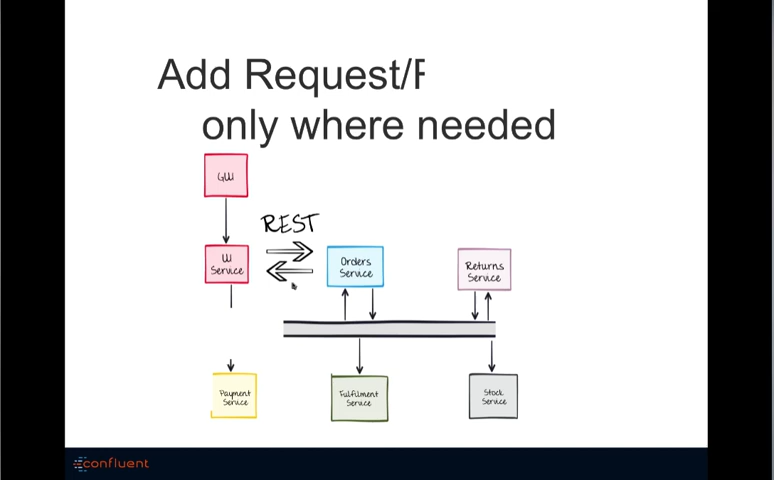 Add Request/F
only where needed
GW
REST
UI
Service
Orders
Service
Returns
Service
Payment
Service
Fulfilment
Service
Stock
Service
confluent